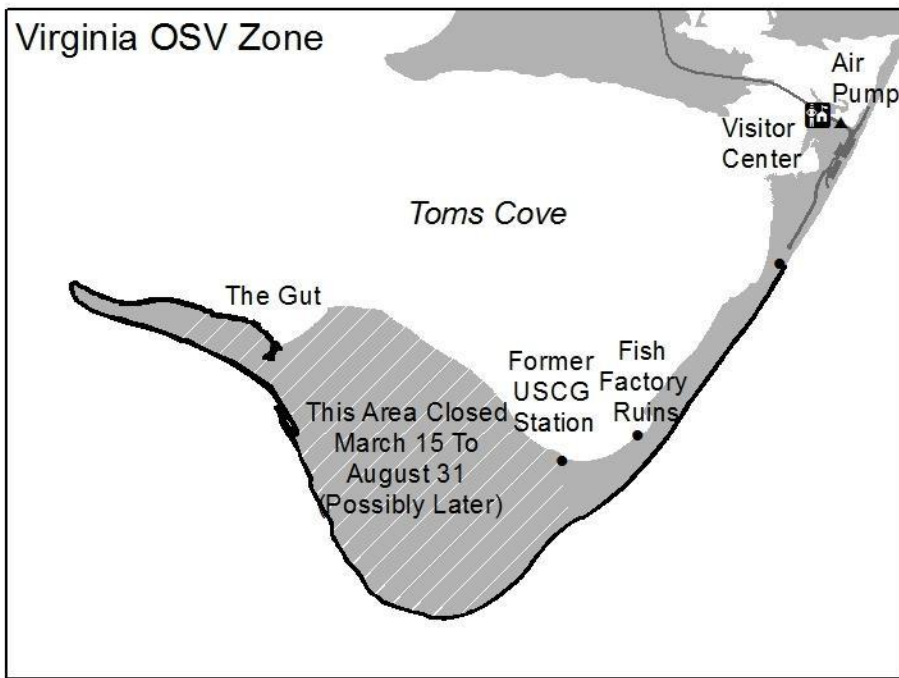 Virginia OSV Zone
Air
Pump
Visitor
Center
Toms Cove
The Gut
Former
USCG
Station
Fish
Factory
Ruins
This Area Closed
March 15 To
August 31
(Possibly Later)